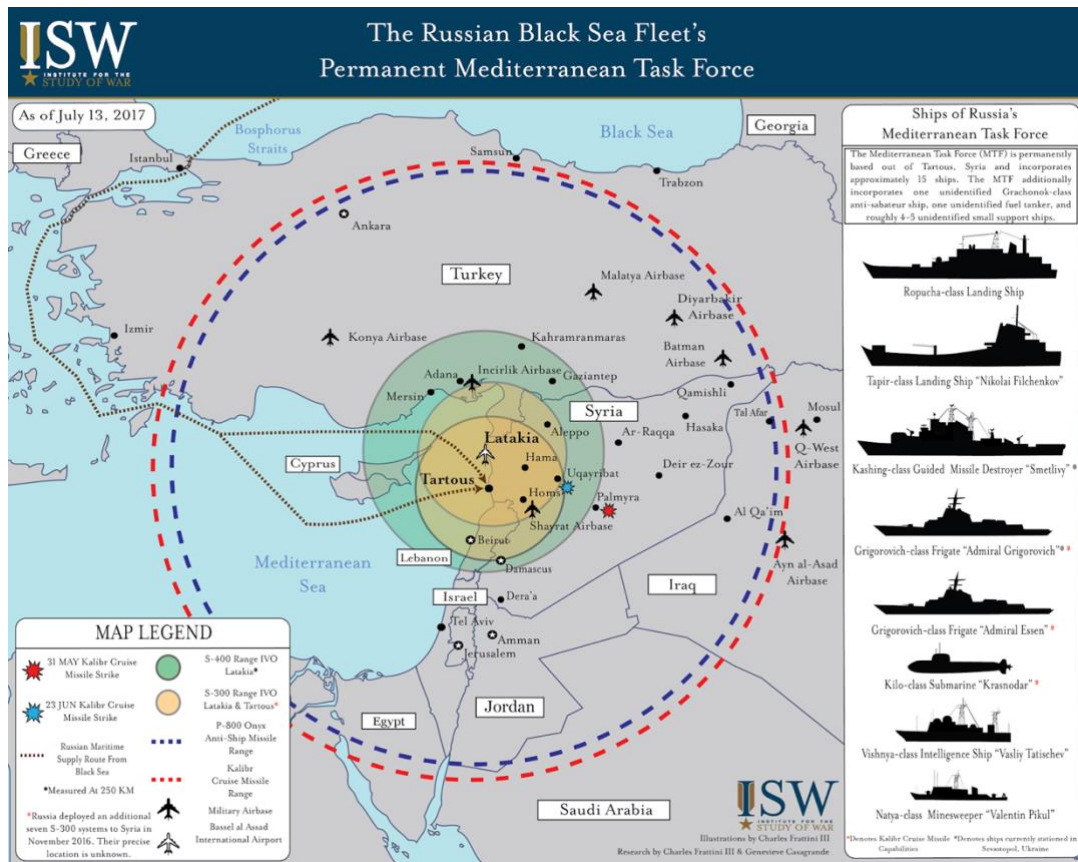 ISW
INSTITUTE FOR THE
STUDY OF WAR
The Russian Black Sea Fleet's
Permanent Mediterranean Task Force
As of July 13, 2017
Bosphorus
Straits
Black Sea
Georgia
Greece
Istanbul
Samsun
Trabzon
Ankara
Turkey
Malatya Airbase
Diyarbakir
Airbase
Izmir
Konya Airbase
Kahramranmaras
Batman
Airbase
Adana
Incirlik Airbase
Gaziantep
Mersin
Qamishli
Syria
Hasaka
Tal Afar
Mosul
Aleppo
Ar-Raqqa
Q-West
Airbase
Latakia
Cyprus
Hama
Uqayribat
Deir ez-Zour
Tartous
Homs
Palmyra
Shayrat Airbase
Al Qa'im
Beirut
Lebanon
Damascus
Ayn al-Asad
Airbase
Mediterranean
Sea
Iraq
Israel
Dera'a
Tel Aviv
Amman
Jerusalem
Jordan
Egypt
Saudi Arabia
MAP LEGEND
31 MAY Kalibr Cruise
Missile Strike
23 JUN Kalibr Cruise
Missile Strike
Russian Maritime
Supply Route From
Black Sea
*Measured At 250 KM
*Russia deployed an additional
seven S-300 systems to Syria in
November 2016. Their precise
location is unknown.
S-400 Range IVO
Latakia*
S-300 Range IVO
Latakia & Tartous*
P-800 Onyx
Anti-Ship Missile
Range
Kalibr
Cruise Missile
Range
Military Airbase
Bassel al Assad
International Airport
ISW
INSTITUTE FOR THE
STUDY OF WAR
Illustrations by Charles Frattini III
Research by Charles Frattini III & Genevieve Casagrande
Ships of Russia's
Mediterranean Task Force
The Mediterranean Task Force (MTF) is permanently
based out of Tartous, Syria and incorporates
approximately 15 ships. The MTF additionally
incorporates one unidentified Grachonok-class
anti-sabateur ship, one unidentified fuel tanker, and
roughly 4-5 unidentified small support ships.
Ropucha-class Landing Ship
Tapir-class Landing Ship "Nikolai Filchenkov"
Kashing-class Guided Missile Destroyer "Smetliy" *
Grigorovich-class Frigate "Admiral Grigorovich"* *
Grigorovich-class Frigate "Admiral Essen" *
Kilo-class Submarine "Krasnodar" *
Vishnya-class Intelligence Ship "Vasliy Tatischev"
Natya-class Minesweeper "Valentin Pikul"
*Denotes Kalibr Cruise Missile
Capabilities
*Denotes ships currently stationed in
Sevastopol, Ukraine